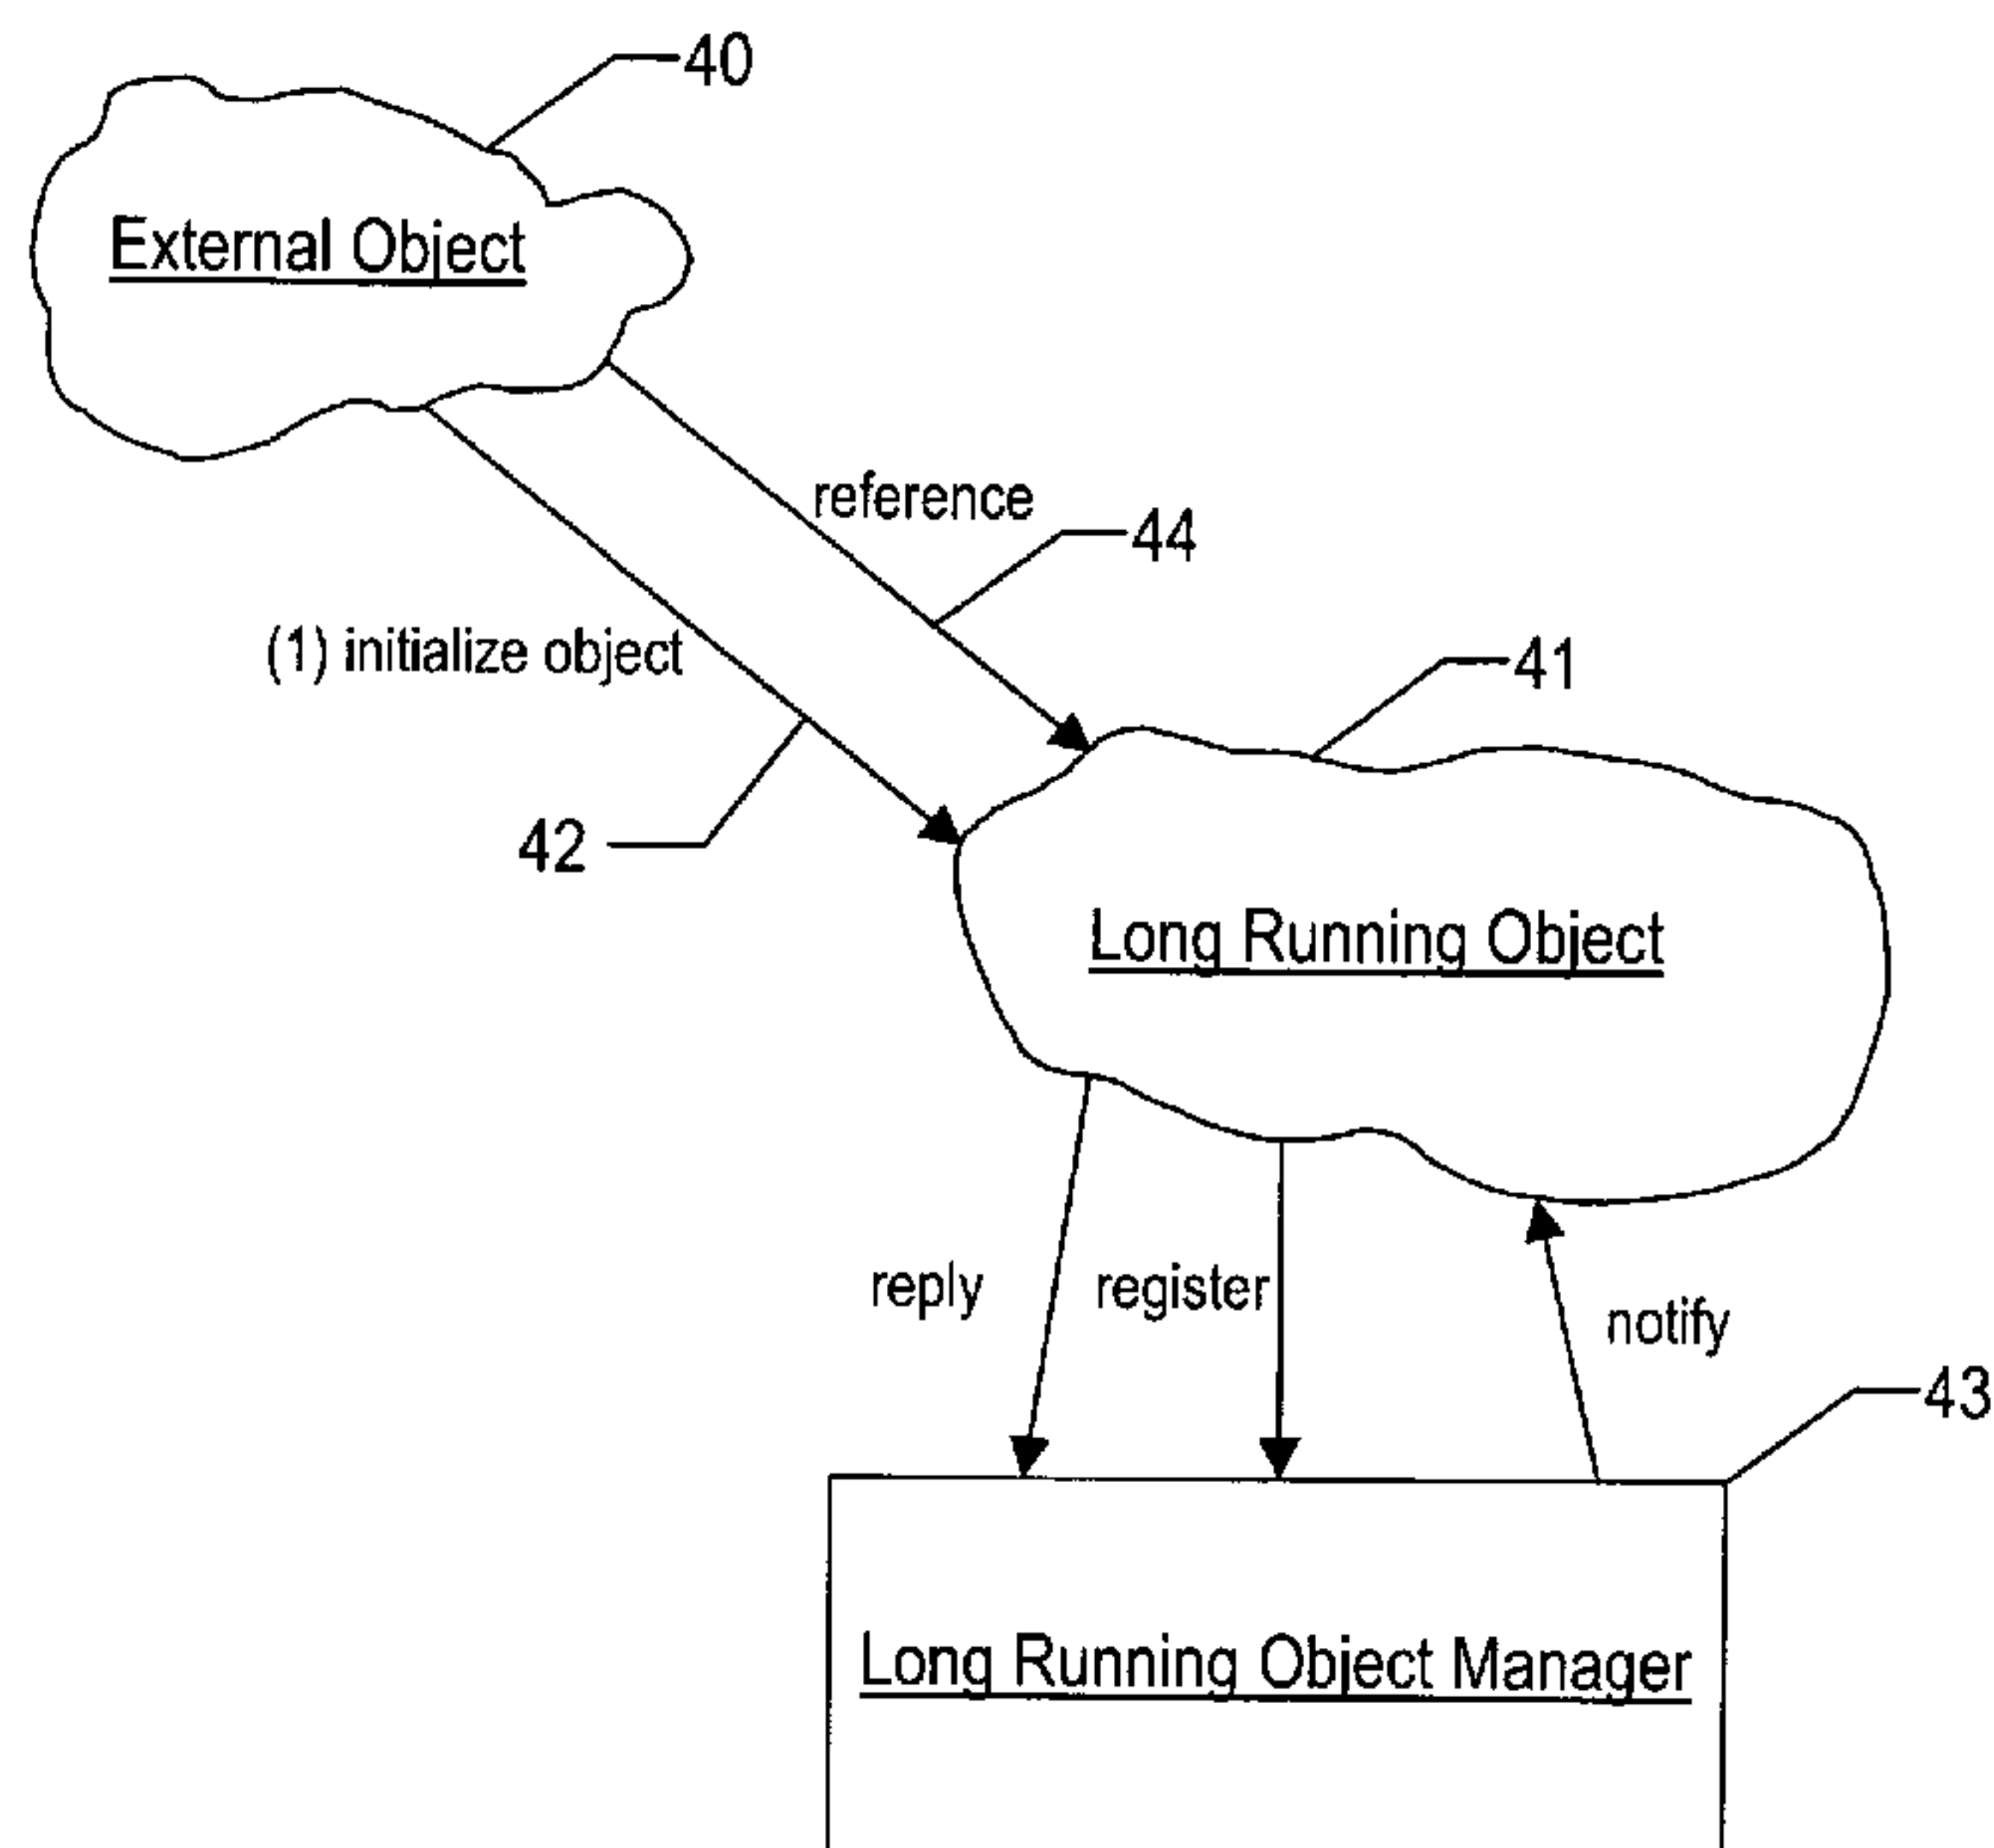 40
External Object
reference
44
(1) initialize object
41
42
Long Running Object
reply
register
notify
43
Long Running Object Manager